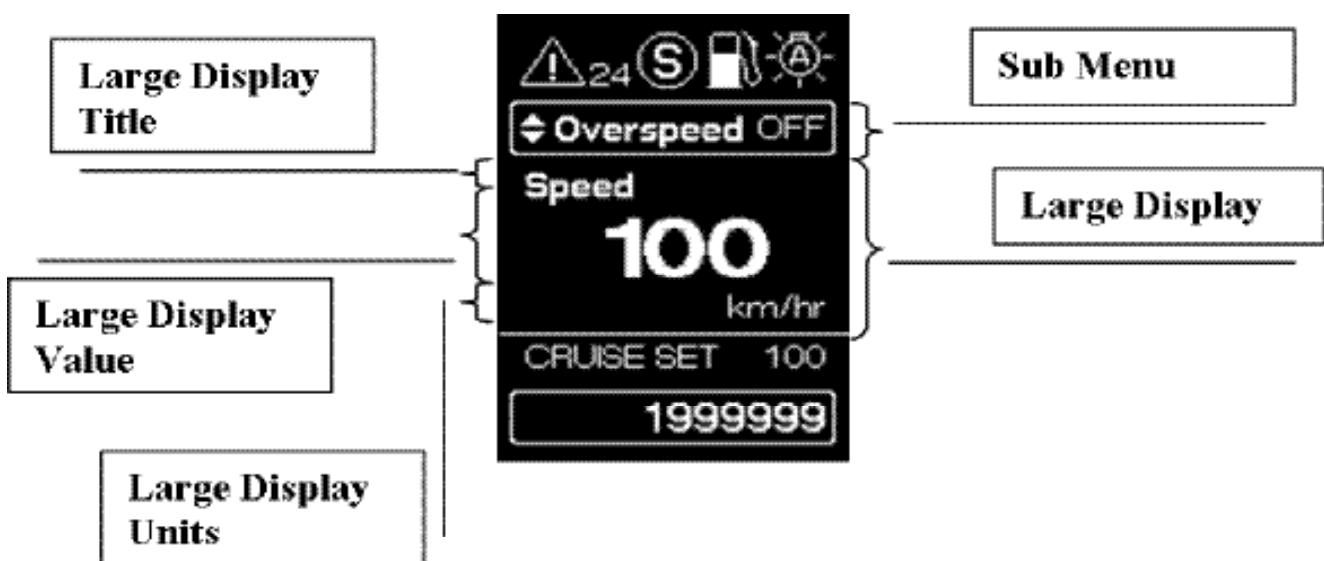 Large Display
Title
Large Display
Value
Large Display
Units
24 S A
Overspeed OFF
Speed
100
km/hr
CRUISE SET 100
1999999
Sub Menu
Large Display